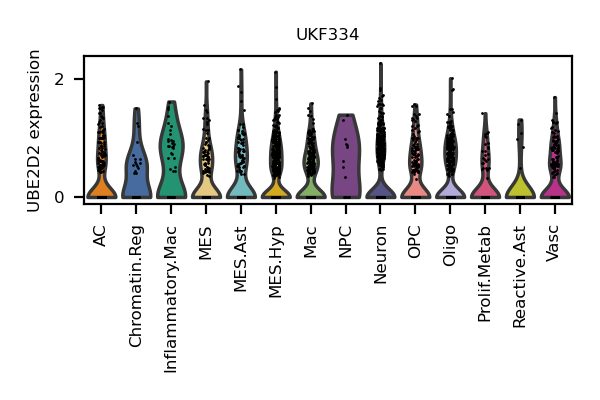 UKF334
UBE2D2 expression
2
0
AC
Chromatin.Reg
Inflammatory.Mac
MES
MES.Ast
MES.Hyp
Mac
NPC
Neuron
OPC
Oligo
Prolif.Metab
Reactive.Ast
Vasc